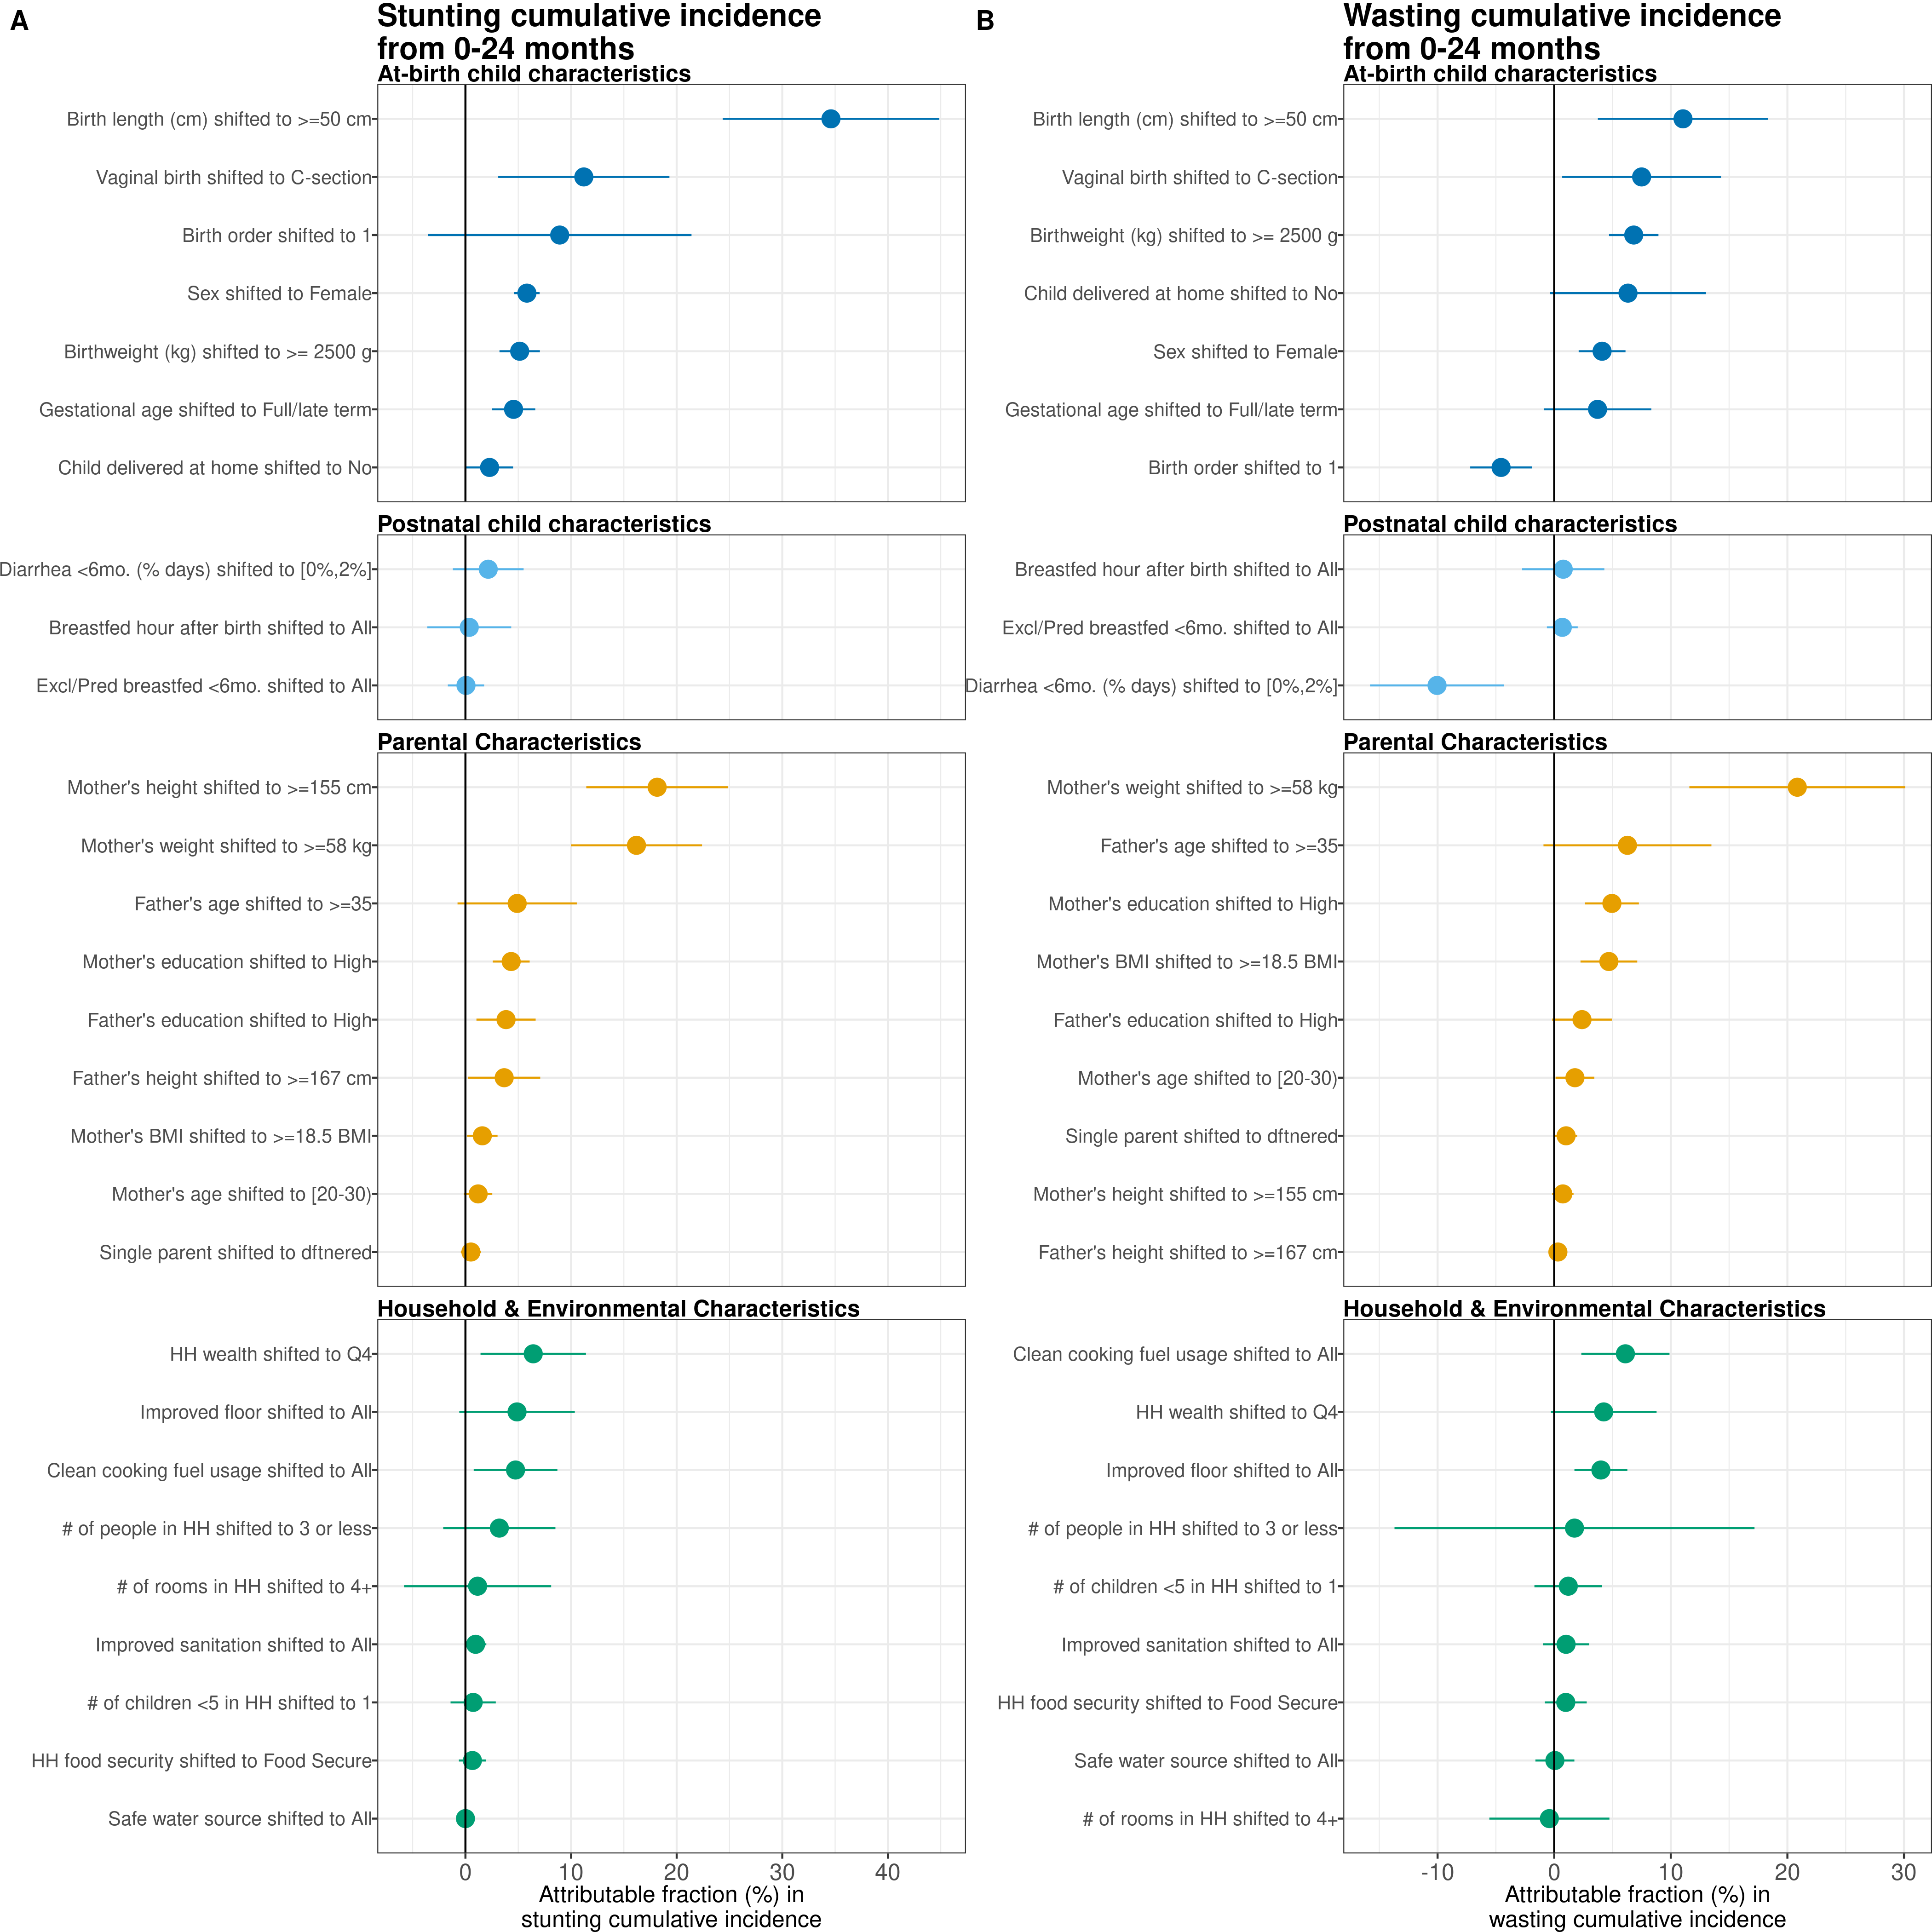 A
Stunting cumulative incidence
from 0-24 months
At-birth child characteristics
Birth length (cm) shifted to >=50 cm
Vaginal birth shifted to C-section
Birth order shifted to 1
Sex shifted to Female
Birthweight (kg) shifted to >= 2500 g
Gestational age shifted to Full/late term
Child delivered at home shifted to No
Postnatal child characteristics
Diarrhea <6mo. (% days) shifted to [0%,2%]
Breastfed hour after birth shifted to All
Excl/Pred breastfed <6mo. shifted to All
Parental Characteristics
Mother's height shifted to >=155 cm
Mother's weight shifted to >=58 kg
Father's age shifted to >=35
Mother's education shifted to High
Father's education shifted to High
Father's height shifted to >=167 cm
Mother's BMI shifted to >=18.5 BMI
Mother's age shifted to [20-30)
Single parent shifted to dftnered
Household & Environmental Characteristics
HH wealth shifted to Q4
Improved floor shifted to All
Clean cooking fuel usage shifted to All
# of people in HH shifted to 3 or less
# of rooms in HH shifted to 4+
Improved sanitation shifted to All
# of children <5 in HH shifted to 1
HH food security shifted to Food Secure
Safe water source shifted to All
0 10 20 30 40
Attributable fraction (%) in
stunting cumulative incidence
B
Wasting cumulative incidence
from 0-24 months
At-birth child characteristics
Birth length (cm) shifted to >=50 cm
Vaginal birth shifted to C-section
Birthweight (kg) shifted to >= 2500 g
Child delivered at home shifted to No
Sex shifted to Female
Gestational age shifted to Full/late term
Birth order shifted to 1
Postnatal child characteristics
Breastfed hour after birth shifted to All
Excl/Pred breastfed <6mo. shifted to All
Diarrhea <6mo. (% days) shifted to [0%,2%]
Parental Characteristics
Mother's weight shifted to >=58 kg
Father's age shifted to >=35
Mother's education shifted to High
Mother's BMI shifted to >=18.5 BMI
Father's education shifted to High
Mother's age shifted to [20-30)
Single parent shifted to dftnered
Mother's height shifted to >=155 cm
Father's height shifted to >=167 cm
Household & Environmental Characteristics
Clean cooking fuel usage shifted to All
HH wealth shifted to Q4
Improved floor shifted to All
# of people in HH shifted to 3 or less
# of children <5 in HH shifted to 1
Improved sanitation shifted to All
HH food security shifted to Food Secure
Safe water source shifted to All
# of rooms in HH shifted to 4+
-10 0 10 20 30
Attributable fraction (%) in
wasting cumulative incidence